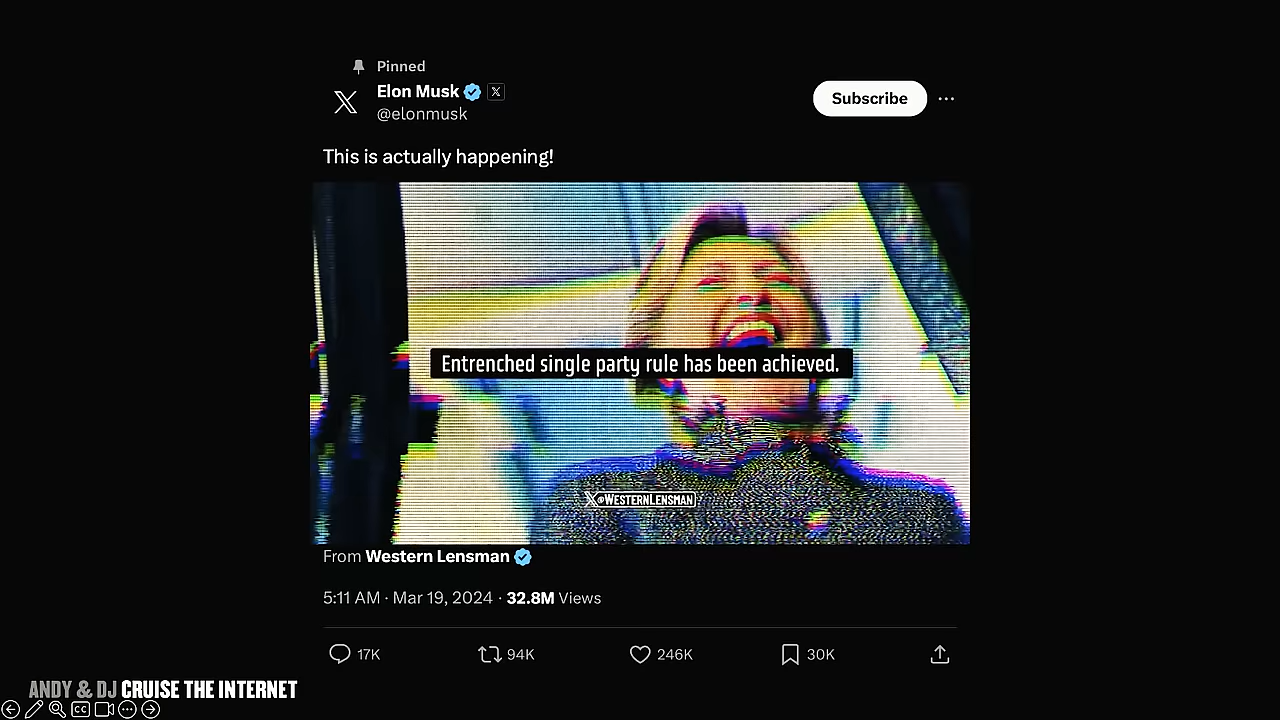 Pinned
Elon Musk
@elonmusk
Subscribe
This is actually happening!
Entrenched single party rule has been achieved.
X@WESTERNLENSMAN
From Western Lensman
5:11 AM · Mar 19, 2024 · 32.8M Views
17K 94K 246K 30K
ANDY & DJ CRUISE THE INTERNET
CC